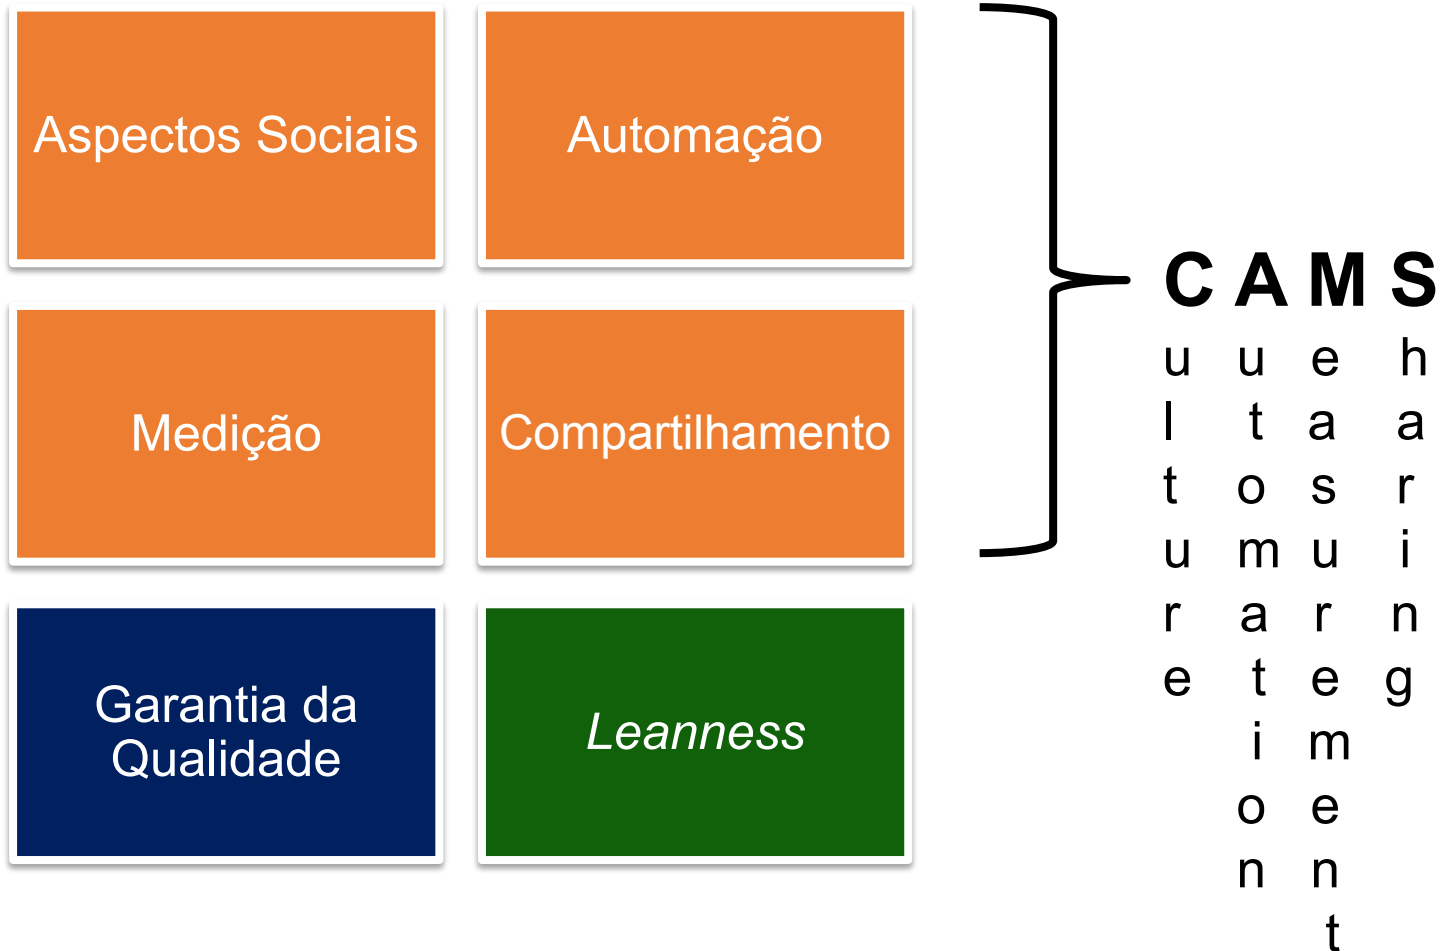 Aspectos Sociais
Automação
Medição
Compartilhamento
Garantia da
Qualidade
Leanness
C A M S
u u e h
l t a a
t o s r
u m u i
r a r n
e t e g
i m
o e
n n
t